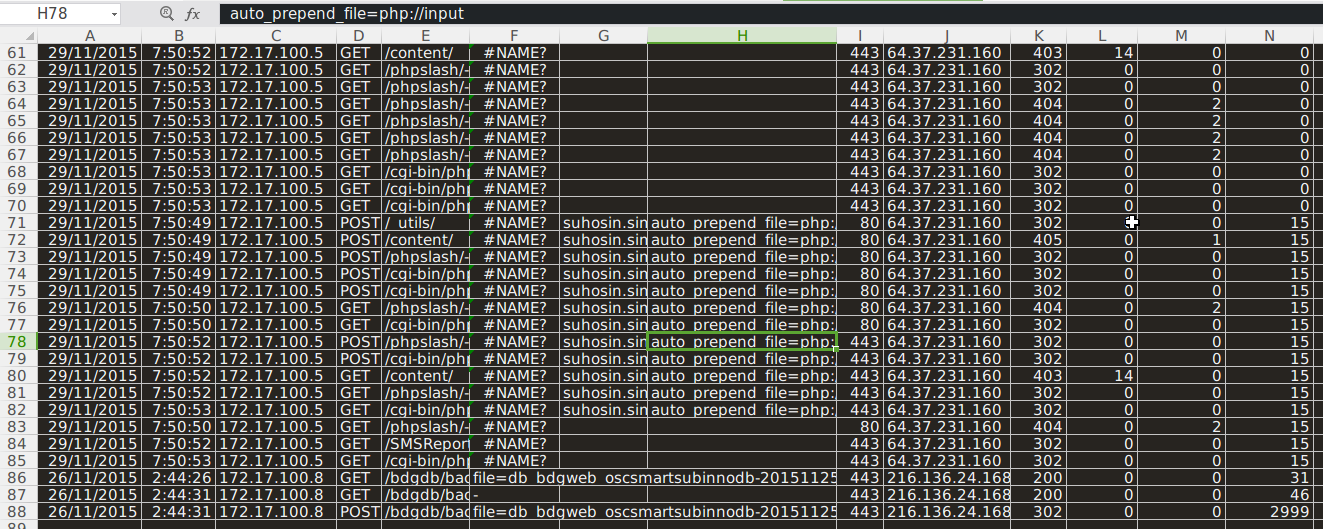 H78 fx auto_prepend_file=php://input
A B C D E F G H I J K L M N
61 29/11/2015 7:50:52 172.17.100.5 GET /content/ #NAME? 443 64.37.231.160 403 14 0 0
62 29/11/2015 7:50:52 172.17.100.5 GET /phpslash/- #NAME? 443 64.37.231.160 302 0 0 0
63 29/11/2015 7:50:53 172.17.100.5 GET /phpslash/- #NAME? 443 64.37.231.160 302 0 0 0
64 29/11/2015 7:50:53 172.17.100.5 GET /phpslash/- #NAME? 443 64.37.231.160 404 0 2 0
65 29/11/2015 7:50:53 172.17.100.5 GET /phpslash/- #NAME? 443 64.37.231.160 404 0 2 0
66 29/11/2015 7:50:53 172.17.100.5 GET /phpslash/- #NAME? 443 64.37.231.160 404 0 2 0
67 29/11/2015 7:50:53 172.17.100.5 GET /phpslash/- #NAME? 443 64.37.231.160 404 0 2 0
68 29/11/2015 7:50:53 172.17.100.5 GET /cgi-bin/php #NAME? 443 64.37.231.160 302 0 0 0
69 29/11/2015 7:50:53 172.17.100.5 GET /cgi-bin/php #NAME? 443 64.37.231.160 302 0 0 0
70 29/11/2015 7:50:53 172.17.100.5 GET /cgi-bin/php #NAME? 443 64.37.231.160 302 0 0 0
71 29/11/2015 7:50:49 172.17.100.5 POST /_utils/ #NAME? suhosin.sin auto_prepend_file=php:/ 80 64.37.231.160 302 0 15
72 29/11/2015 7:50:49 172.17.100.5 POST /content/ #NAME? suhosin.sin auto_prepend_file=php:/ 80 64.37.231.160 405 0 1 15
73 29/11/2015 7:50:49 172.17.100.5 POST /phpslash/- #NAME? suhosin.sin auto_prepend_file=php:/ 80 64.37.231.160 302 0 0 15
74 29/11/2015 7:50:49 172.17.100.5 POST /cgi-bin/php #NAME? suhosin.sin auto_prepend_file=php:/ 80 64.37.231.160 302 0 0 15
75 29/11/2015 7:50:49 172.17.100.5 POST /cgi-bin/php #NAME? suhosin.sin auto_prepend_file=php:/ 80 64.37.231.160 302 0 0 15
76 29/11/2015 7:50:50 172.17.100.5 GET /phpslash/- #NAME? suhosin.sin auto_prepend_file=php:/ 80 64.37.231.160 404 0 2 15
77 29/11/2015 7:50:50 172.17.100.5 GET /cgi-bin/php #NAME? suhosin.sin auto_prepend_file=php:/ 80 64.37.231.160 302 0 0 15
78 29/11/2015 7:50:52 172.17.100.5 POST /phpslash/- #NAME? suhosin.sin auto_prepend_file=php:/ 443 64.37.231.160 302 0 0 15
79 29/11/2015 7:50:52 172.17.100.5 POST /cgi-bin/php #NAME? suhosin.sin auto_prepend_file=php:/ 443 64.37.231.160 302 0 0 15
80 29/11/2015 7:50:52 172.17.100.5 GET /content/ #NAME? suhosin.sin auto_prepend_file=php:/ 443 64.37.231.160 403 14 0 15
81 29/11/2015 7:50:52 172.17.100.5 GET /phpslash/- #NAME? suhosin.sin auto_prepend_file=php:/ 443 64.37.231.160 302 0 0 15
82 29/11/2015 7:50:53 172.17.100.5 GET /cgi-bin/php #NAME? suhosin.sin auto_prepend_file=php:/ 443 64.37.231.160 302 0 0 15
83 29/11/2015 7:50:50 172.17.100.5 GET /phpslash/- #NAME? 80 64.37.231.160 404 0 2 15
84 29/11/2015 7:50:52 172.17.100.5 GET /SMSRepor #NAME? 443 64.37.231.160 302 0 0 15
85 29/11/2015 7:50:53 172.17.100.5 GET /cgi-bin/php #NAME? 443 64.37.231.160 302 0 0 15
86 26/11/2015 2:44:26 172.17.100.8 GET /bdgdb/bac file=db_bdgweb_oscsmartsubinnodb-20151125 443 216.136.24.168 200 0 0 31
87 26/11/2015 2:44:31 172.17.100.8 GET /bdgdb/bac - 443 216.136.24.168 200 0 0 46
88 26/11/2015 2:44:31 172.17.100.8 POST /bdgdb/bac file=db_bdgweb_oscsmartsubinnodb-20151125 443 216.136.24.168 200 0 0 2999